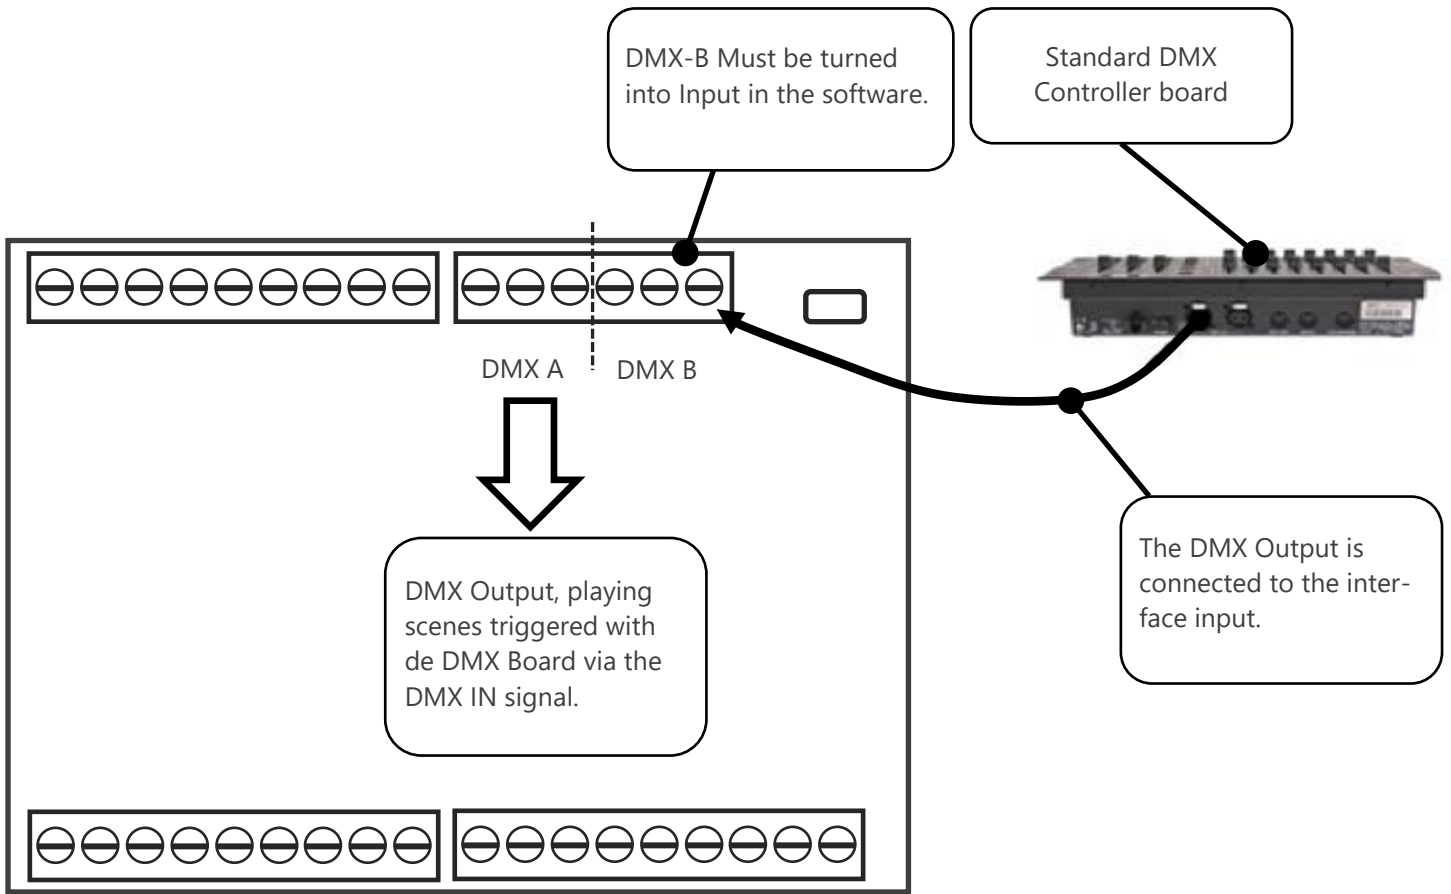 DMX-B Must be turned
into Input in the software.
Standard DMX
Controller board
DMX A
DMX B
DMX Output, playing
scenes triggered with
de DMX Board via the
DMX IN signal.
The DMX Output is
connected to the inter-
face input.